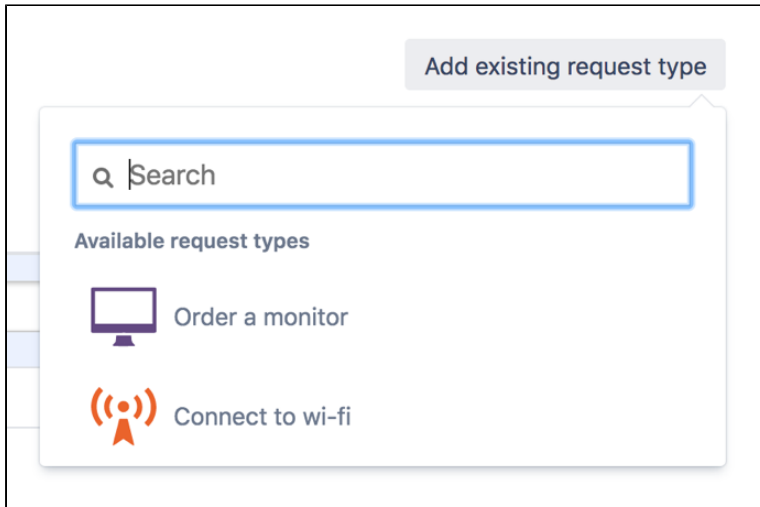 Add existing request type
Search
Available request types
Order a monitor
Connect to wi-fi